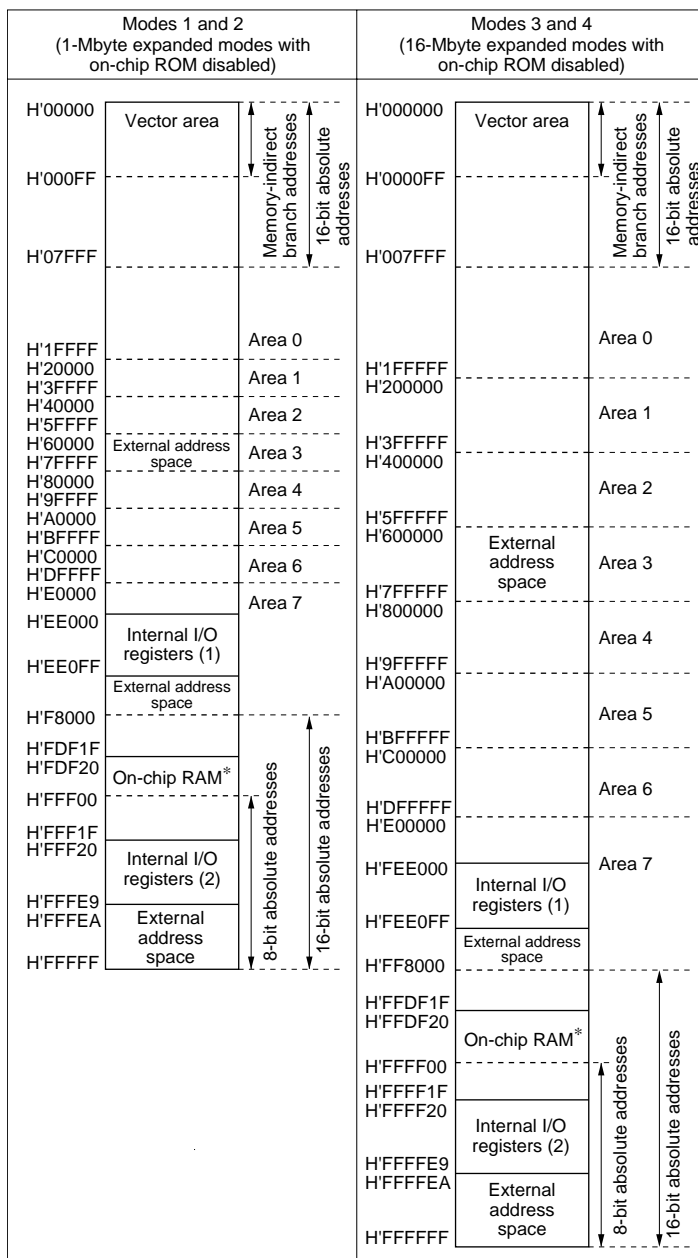 Modes 1 and 2
(1-Mbyte expanded modes with
on-chip ROM disabled)
H'00000
Vector area
H'000FF
H'07FFF
Memory-indirect
branch addresses
16-bit absolute
addresses
H'1FFFF
Area 0
H'20000
H'3FFFF
Area 1
H'40000
H'5FFFF
Area 2
H'60000
H'7FFFF
External address
space
Area 3
H'80000
H'9FFFF
Area 4
H'A0000
H'BFFFF
Area 5
H'C0000
H'DFFFF
Area 6
H'E0000
Area 7
H'EE000
Internal I/O
registers (1)
H'EE0FF
External address
space
H'F8000
H'FDF1F
H'FDF20
On-chip RAM*
H'FFF00
H'FFF1F
H'FFF20
Internal I/O
registers (2)
H'FFFE9
H'FFFEA
External
address
space
H'FFFFF
8-bit absolute addresses
16-bit absolute addresses
Modes 3 and 4
(16-Mbyte expanded modes with
on-chip ROM disabled)
H'000000
Vector area
H'0000FF
H'007FFF
Memory-indirect
branch addresses
16-bit absolute
addresses
Area 0
H'1FFFFF
H'200000
Area 1
H'3FFFFF
H'400000
Area 2
H'5FFFFF
H'600000
External
address
space
Area 3
H'7FFFFF
H'800000
Area 4
H'9FFFFF
H'A00000
Area 5
H'BFFFFF
H'C00000
Area 6
H'DFFFFF
H'E00000
Area 7
H'FEE000
Internal I/O
registers (1)
H'FEE0FF
External address
space
H'FF8000
H'FFDF1F
H'FFDF20
On-chip RAM*
H'FFFF00
H'FFFF1F
H'FFFF20
Internal I/O
registers (2)
H'FFFFE9
H'FFFFEA
External
address
space
H'FFFFFF
8-bit absolute addresses
16-bit absolute addresses